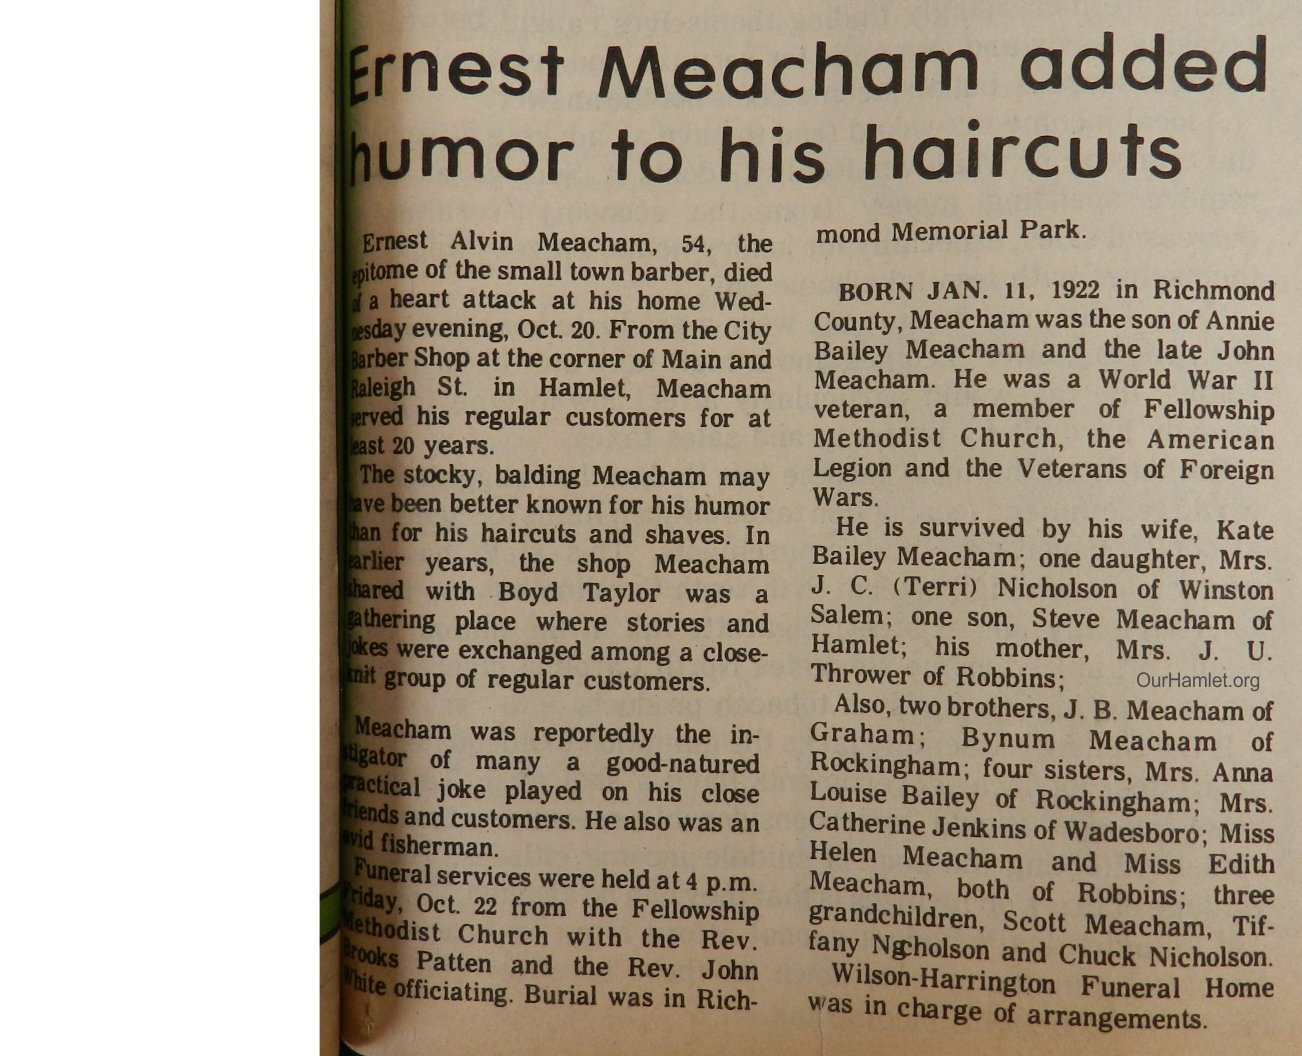 Ernest Meacham added
humor to his haircuts
Ernest Alvin Meacham, 54, the
epitome of the small town barber, died
of a heart attack at his home Wed-
nesday evening, Oct. 20. From the City
Barber Shop at the corner of Main and
Raleigh St. in Hamlet, Meacham
served his regular customers for at
least 20 years.
The stocky, balding Meacham may
have been better known for his humor
than for his haircuts and shaves. In
earlier years, the shop Meacham
shared with Boyd Taylor was a
gathering place where stories and
jokes were exchanged among a close-
knit group of regular customers.
Meacham was reportedly the in-
stigator of many a good-natured
practical joke played on his close
friends and customers. He also was an
avid fisherman.
Funeral services were held at 4 p.m.
Friday, Oct. 22 from the Fellowship
Methodist Church with the Rev.
Brooks Patten and the Rev. John
White officiating. Burial was in Rich-
mond Memorial Park.
BORN JAN. 11, 1922 in Richmond
County, Meacham was the son of Annie
Bailey Meacham and the late John
Meacham. He was a World War II
veteran, a member of Fellowship
Methodist Church, the American
Legion and the Veterans of Foreign
Wars.
He is survived by his wife, Kate
Bailey Meacham; one daughter, Mrs.
J. C. (Terri) Nicholson of Winston
Salem; one son, Steve Meacham of
Hamlet; his mother, Mrs. J. U.
Thrower of Robbins;
OurHamlet.org
Also, two brothers, J. B. Meacham of
Graham; Bynum Meacham of
Rockingham; four sisters, Mrs. Anna
Louise Bailey of Rockingham; Mrs.
Catherine Jenkins of Wadesboro; Miss
Helen Meacham and Miss Edith
Meacham, both of Robbins; three
grandchildren, Scott Meacham, Tif-
fany Ngcholson and Chuck Nicholson.
Wilson-Harrington Funeral Home
was in charge of arrangements.